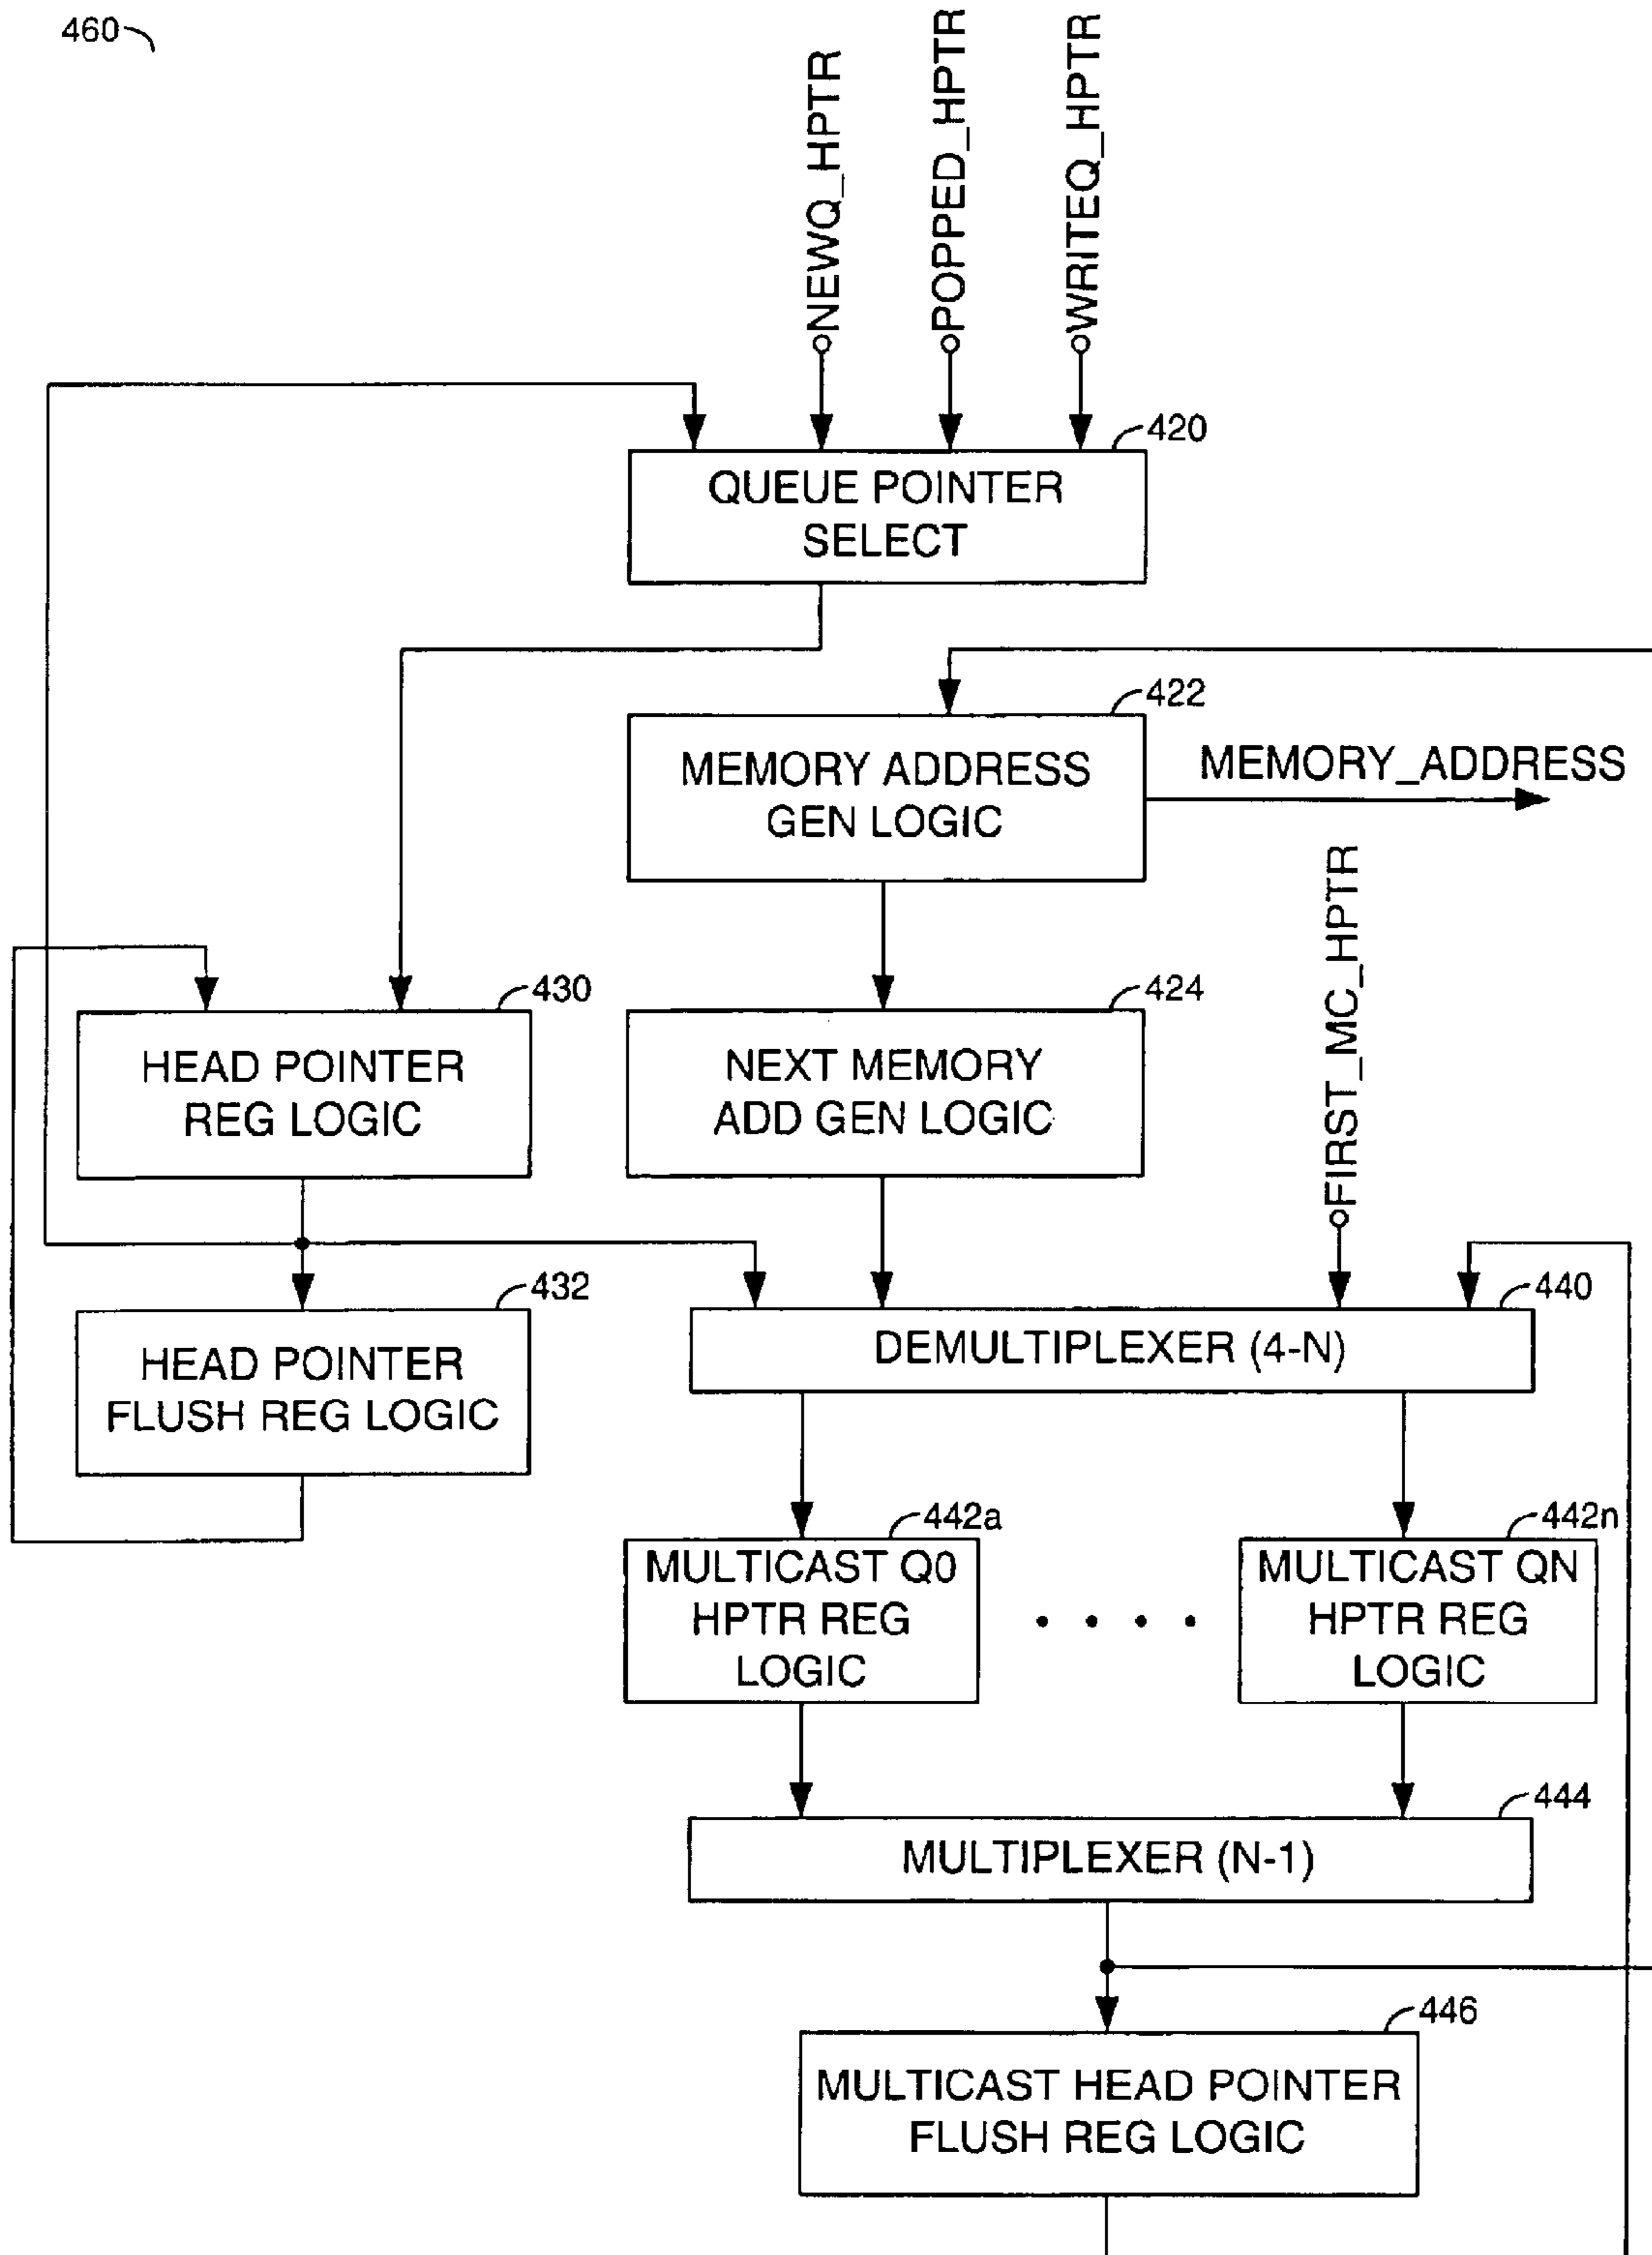 460
NEWQ_HPTR
POPPED_HPTR
WRITEQ_HPTR
420
QUEUE POINTER
SELECT
422
MEMORY ADDRESS
GEN LOGIC
MEMORY_ADDRESS
FIRST_MC_HPTR
430
HEAD POINTER
REG LOGIC
424
NEXT MEMORY
ADD GEN LOGIC
432
HEAD POINTER
FLUSH REG LOGIC
440
DEMULTIPLEXER (4-N)
442a
MULTICAST Q0
HPTR REG
LOGIC
442n
MULTICAST QN
HPTR REG
LOGIC
444
MULTIPLEXER (N-1)
446
MULTICAST HEAD POINTER
FLUSH REG LOGIC